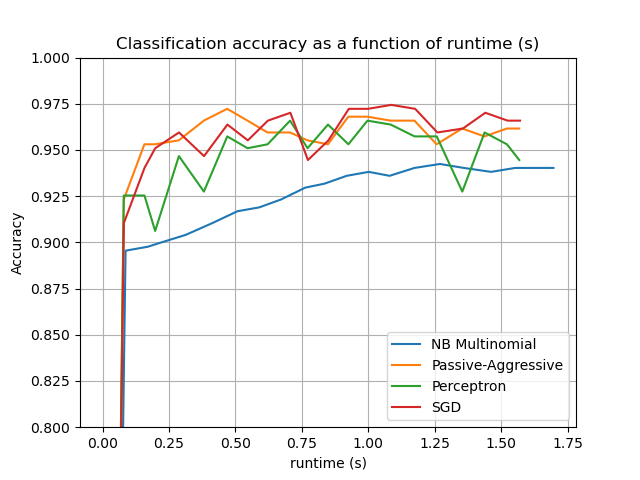 Classification accuracy as a function of runtime (s)
1.000
0.975
0.950
0.925
0.900
0.875
0.850
0.825
0.800
Accuracy
NB Multinomial
Passive-Aggressive
Perceptron
SGD
0.00 0.25 0.50 0.75 1.00 1.25 1.50 1.75
runtime (s)